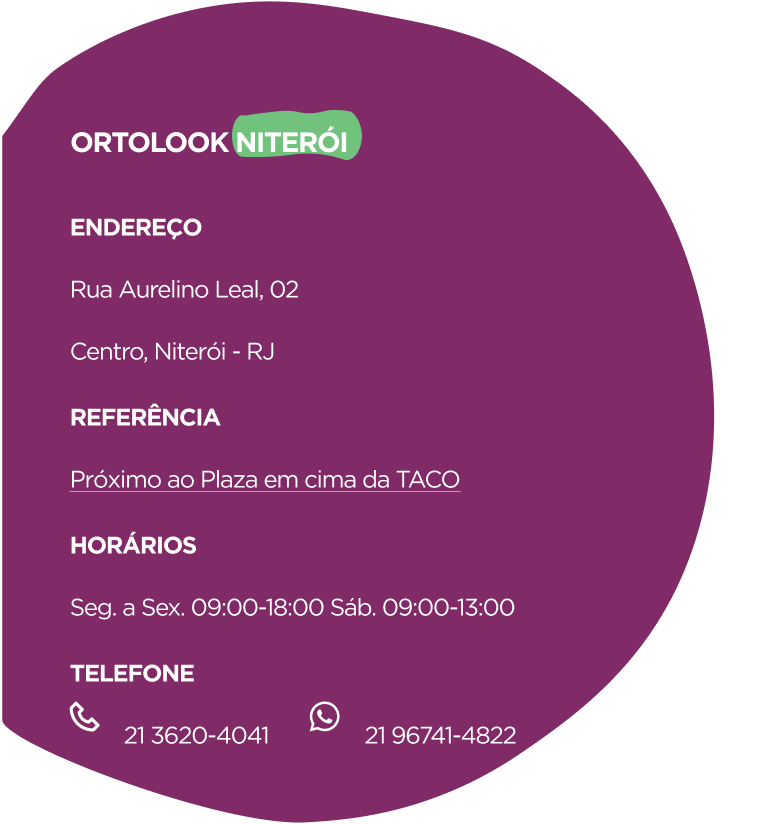 ORTOLOOK NITERÓI
ENDEREÇO
Rua Aurelino Leal, 02
Centro, Niterói - RJ
REFERÊNCIA
Próximo ao Plaza em cima da TACO
HORÁRIOS
Seg. a Sex. 09:00-18:00 Sáb. 09:00-13:00
TELEFONE
21 3620-4041 21 96741-4822